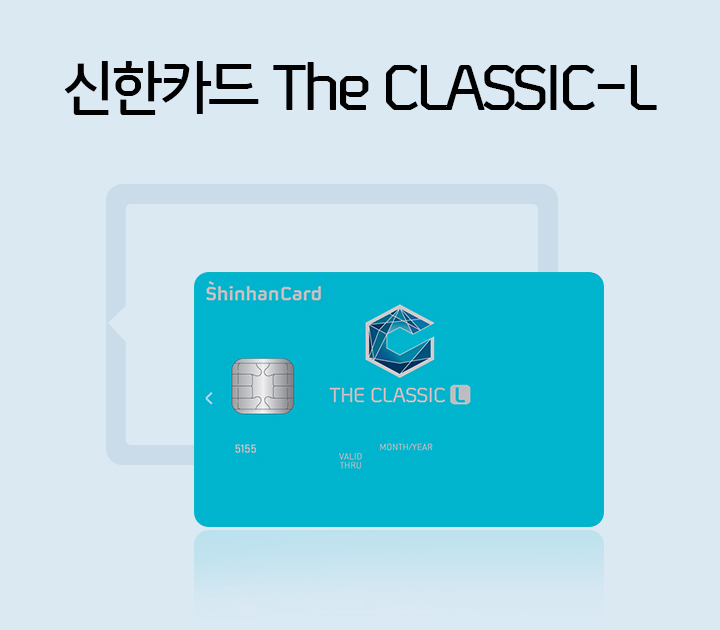 신한카드 The CLASSIC-L
ShinhanCard
THE CLASSIC L
5155
MONTH/YEAR
VALID
THRU